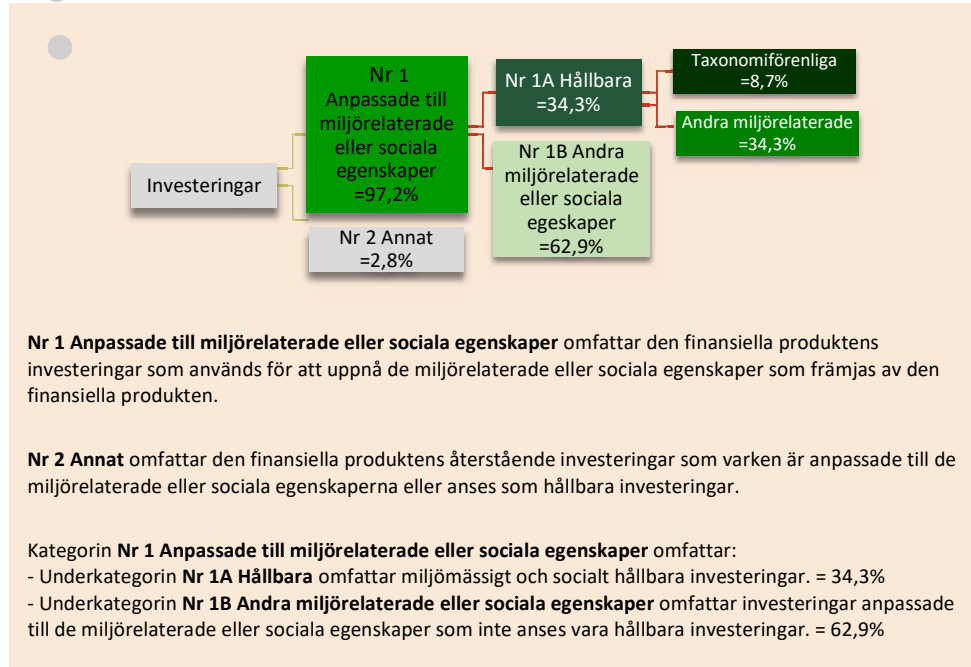 Investeringar
Nr 1
Anpassade till
miljörelaterade
eller sociala
egenskaper
=97,2%
Nr 2 Annat
=2,8%
Nr 1A Hållbara
=34,3%
Nr 1B Andra
miljörelaterade
eller sociala
egeskaper
=62,9%
Taxonomiförenliga
=8,7%
Andra miljörelaterade
=34,3%
Nr 1 Anpassade till miljörelaterade eller sociala egenskaper omfattar den finansiella produktens
investeringar som används för att uppnå de miljörelaterade eller sociala egenskaper som främjas av den
finansiella produkten.
Nr 2 Annat omfattar den finansiella produktens återstående investeringar som varken är anpassade till de
miljörelaterade eller sociala egenskaperna eller anses som hållbara investeringar.
Kategorin Nr 1 Anpassade till miljörelaterade eller sociala egenskaper omfattar:
- Underkategorin Nr 1A Hållbara omfattar miljömässigt och socialt hållbara investeringar. = 34,3%
- Underkategorin Nr 1B Andra miljörelaterade eller sociala egenskaper omfattar investeringar anpassade
till de miljörelaterade eller sociala egenskaper som inte anses vara hållbara investeringar. = 62,9%